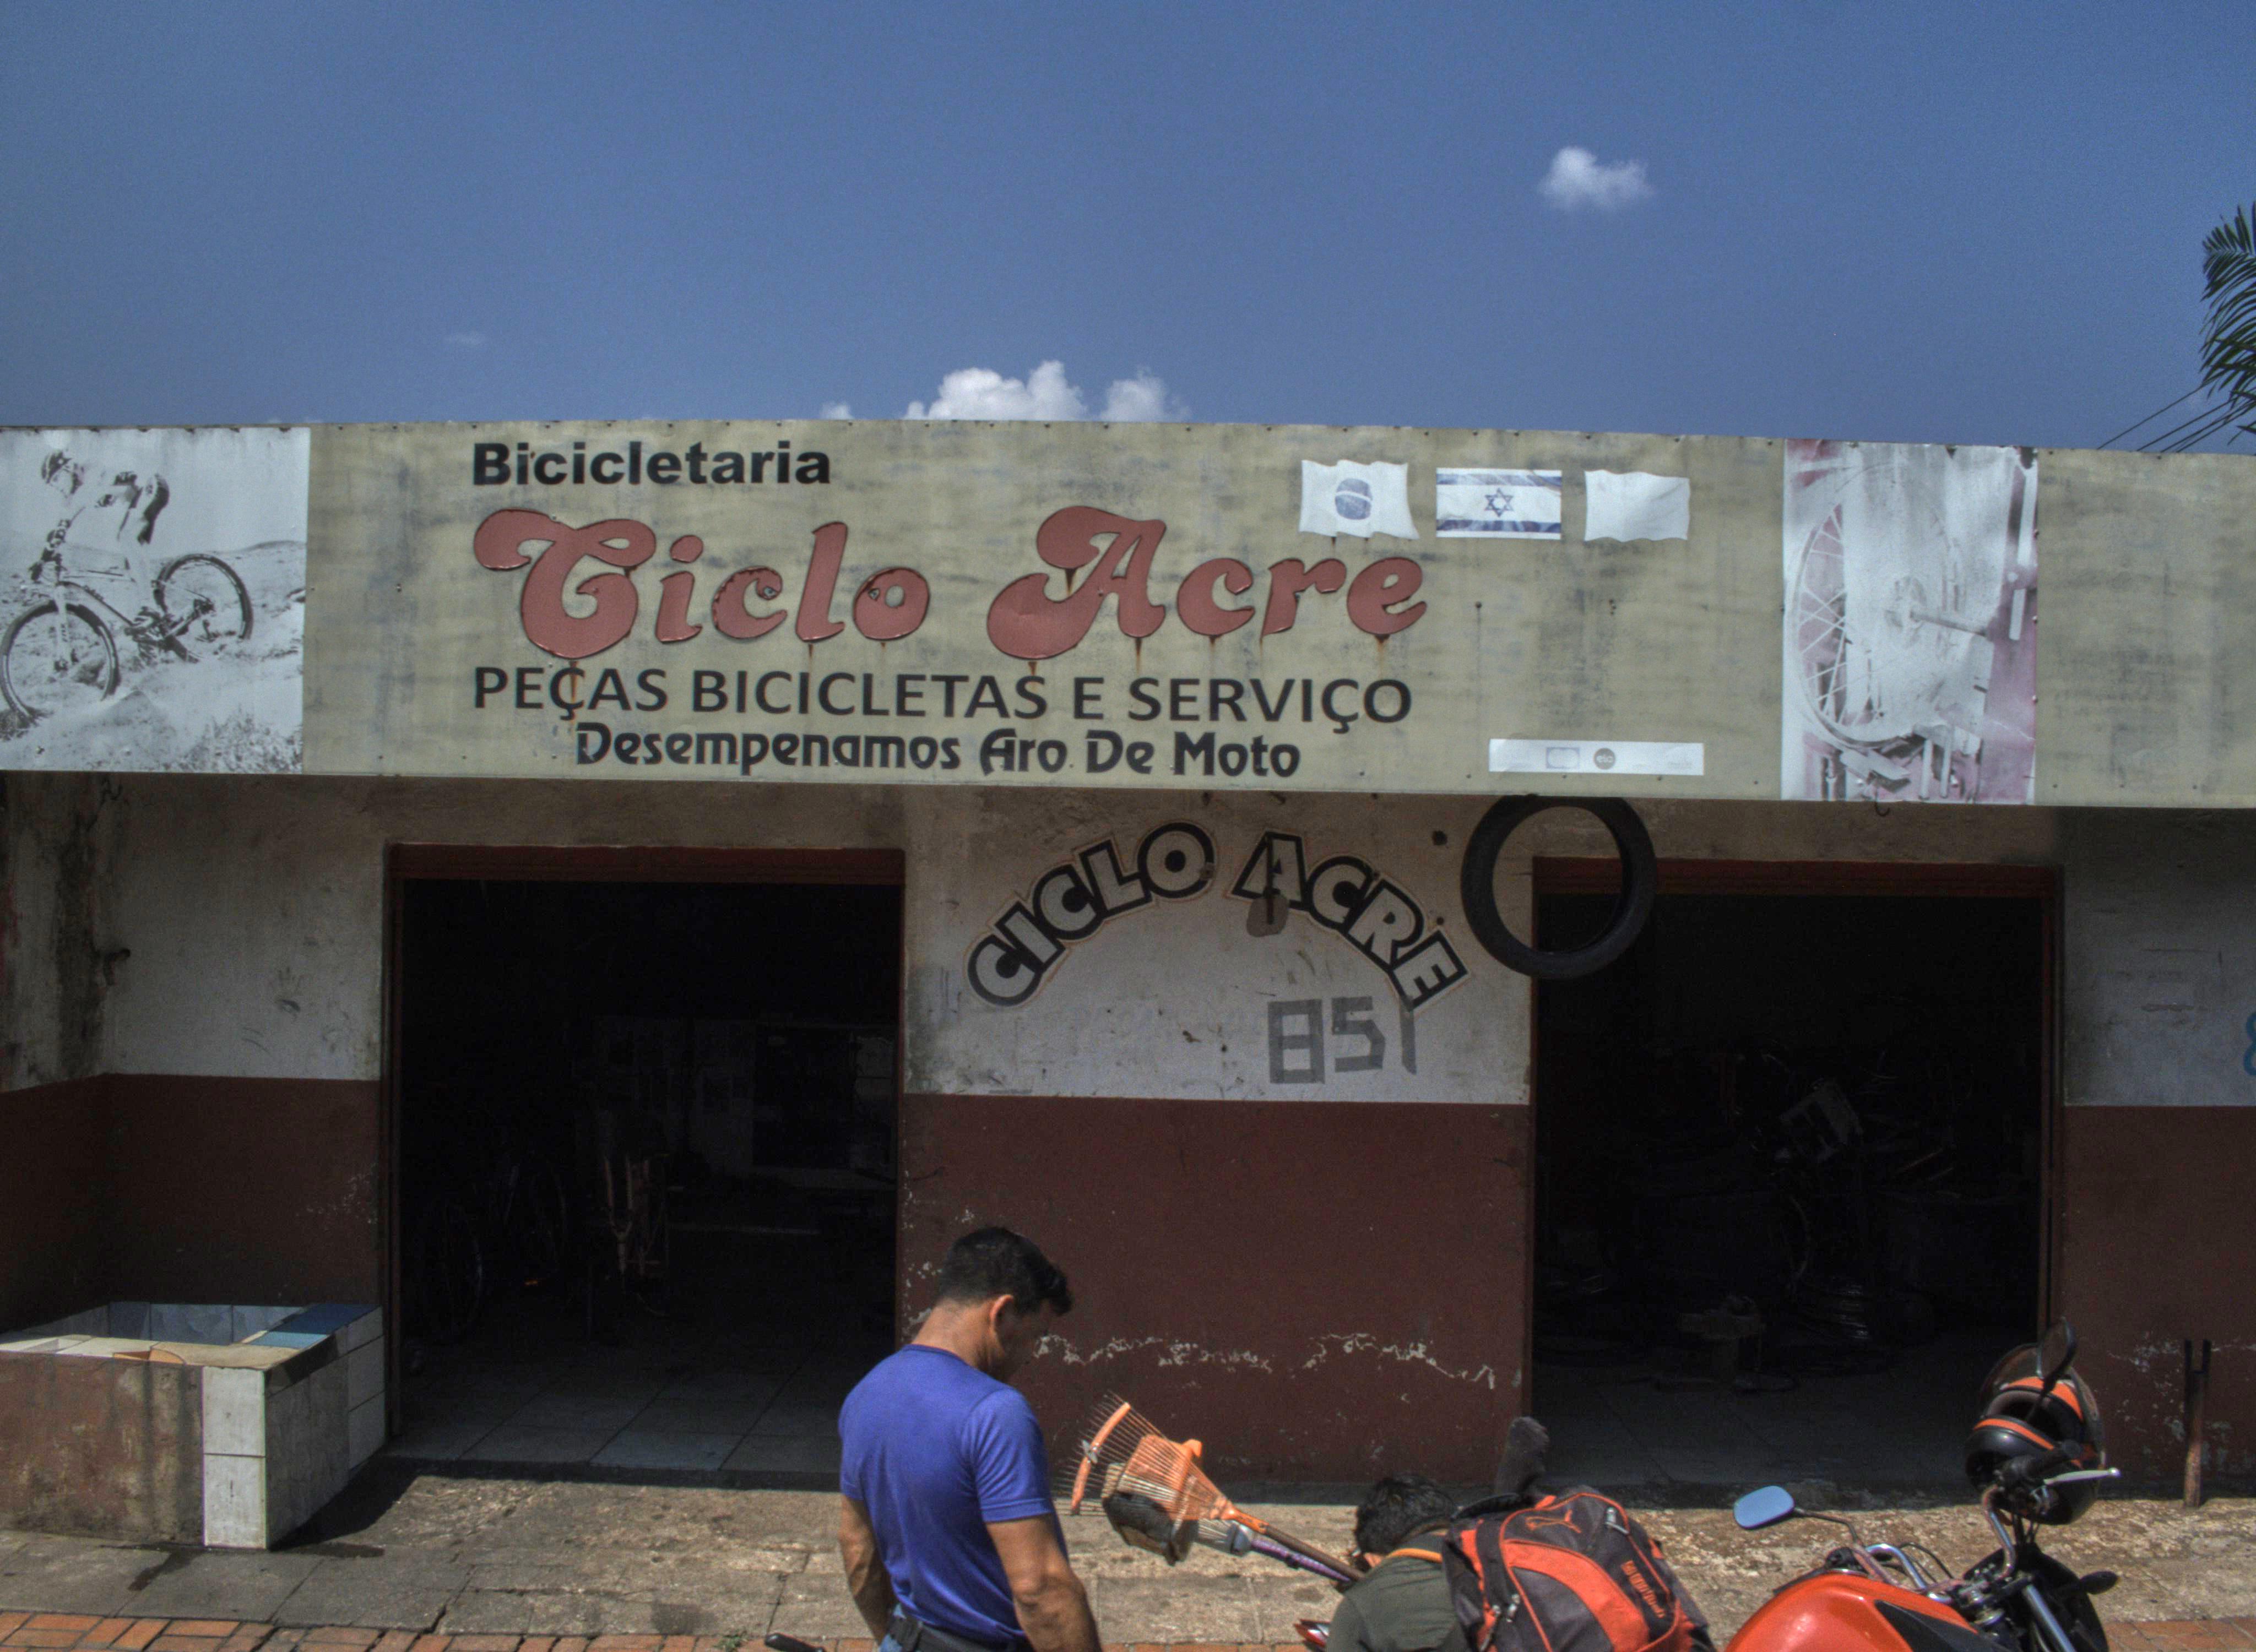 Bicicletaria
Ciclo Acre
PEÇAS BICICLETAS E SERVIÇO
Desempenamos Aro De Moto
CICLO ACRE
851